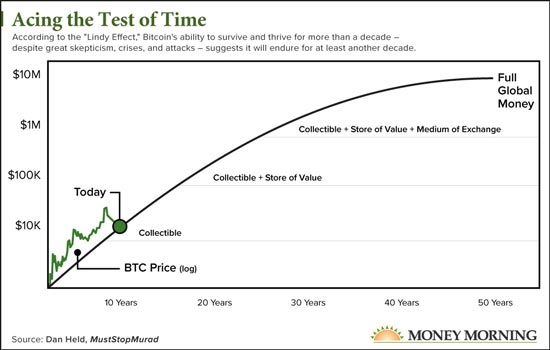 Acing the Test of Time
According to the "Lindy Effect," Bitcoin's ability to survive and thrive for more than a decade –
despite great skepticism, crises, and attacks – suggests it will endure for at least another decade.
$10M
Full
Global
Money
$1M
Collectible + Store of Value + Medium of Exchange
$100K
Collectible + Store of Value
Today
$10K
Collectible
BTC Price (log)
10 Years
20 Years
30 Years
40 Years
50 Years
Source: Dan Held, MustStopMurad
MONEY MORNING